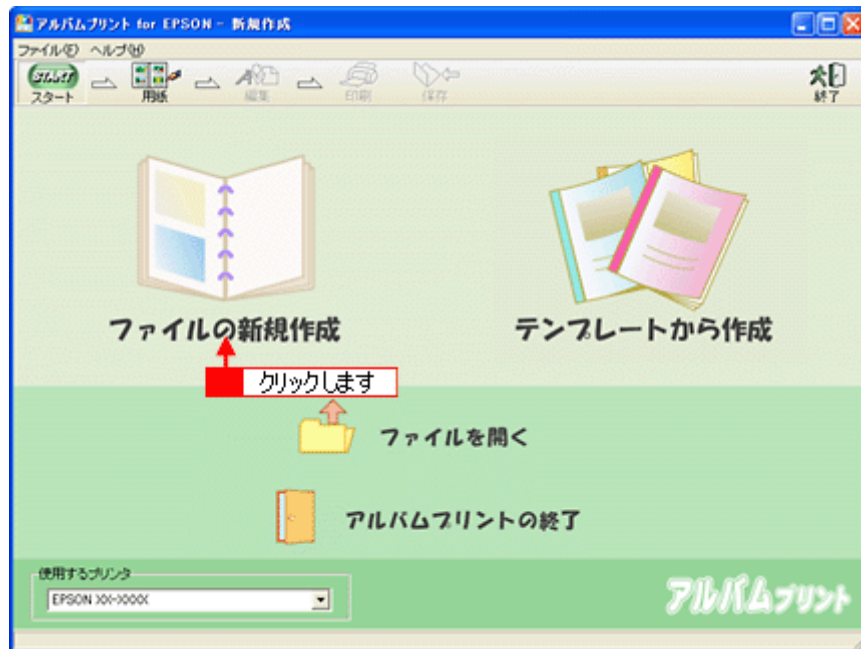 アルバムプリント for EPSON - 新規作成
ファイル(F) ヘルプ(H)
START
スタート 用紙 編集 印刷 保存 終了
ファイルの新規作成 テンプレートから作成
クリックします
ファイルを開く
アルバムプリントの終了
使用するプリンタ
EPSON XX-XXXX
アルバムプリント